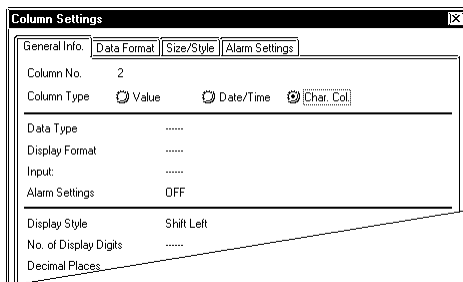 Column Settings
General Info. Data Format Size/Style Alarm Settings
Column No. 2
Column Type Value Date/Time Char. Col.
Data Type ------
Display Format ------
Input: ------
Alarm Settings OFF
Display Style Shift Left
No. of Display Digits ------
Decimal Places